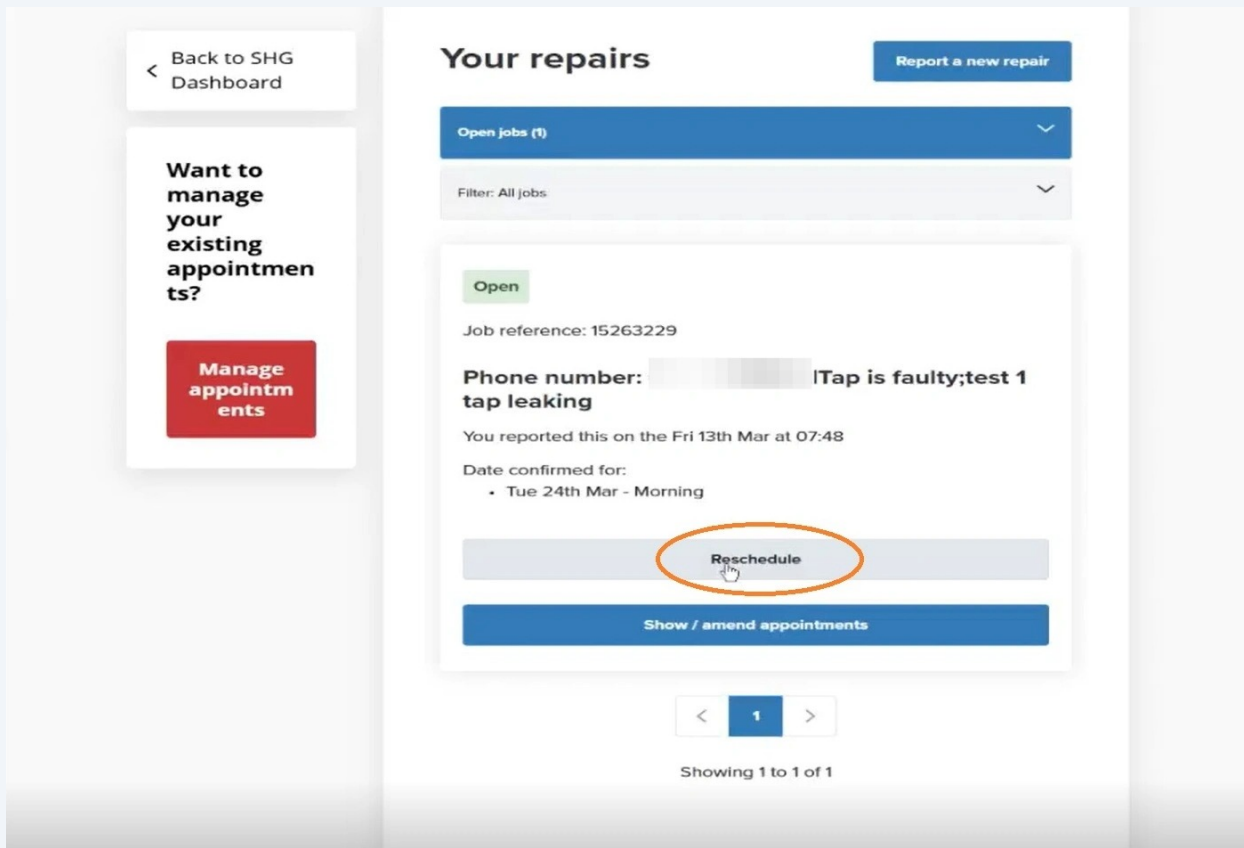 Back to SHG
Dashboard
Want to
manage
your
existing
appointmen
ts?
Manage
appointm
ents
Your repairs
Report a new repair
Open jobs (1)
Filter: All jobs
Open
Job reference: 15263229
Phone number: lTap is faulty;test 1
tap leaking
You reported this on the Fri 13th Mar at 07:48
Date confirmed for:
• Tue 24th Mar - Morning
Reschedule
Show / amend appointments
< 1 >
Showing 1 to 1 of 1